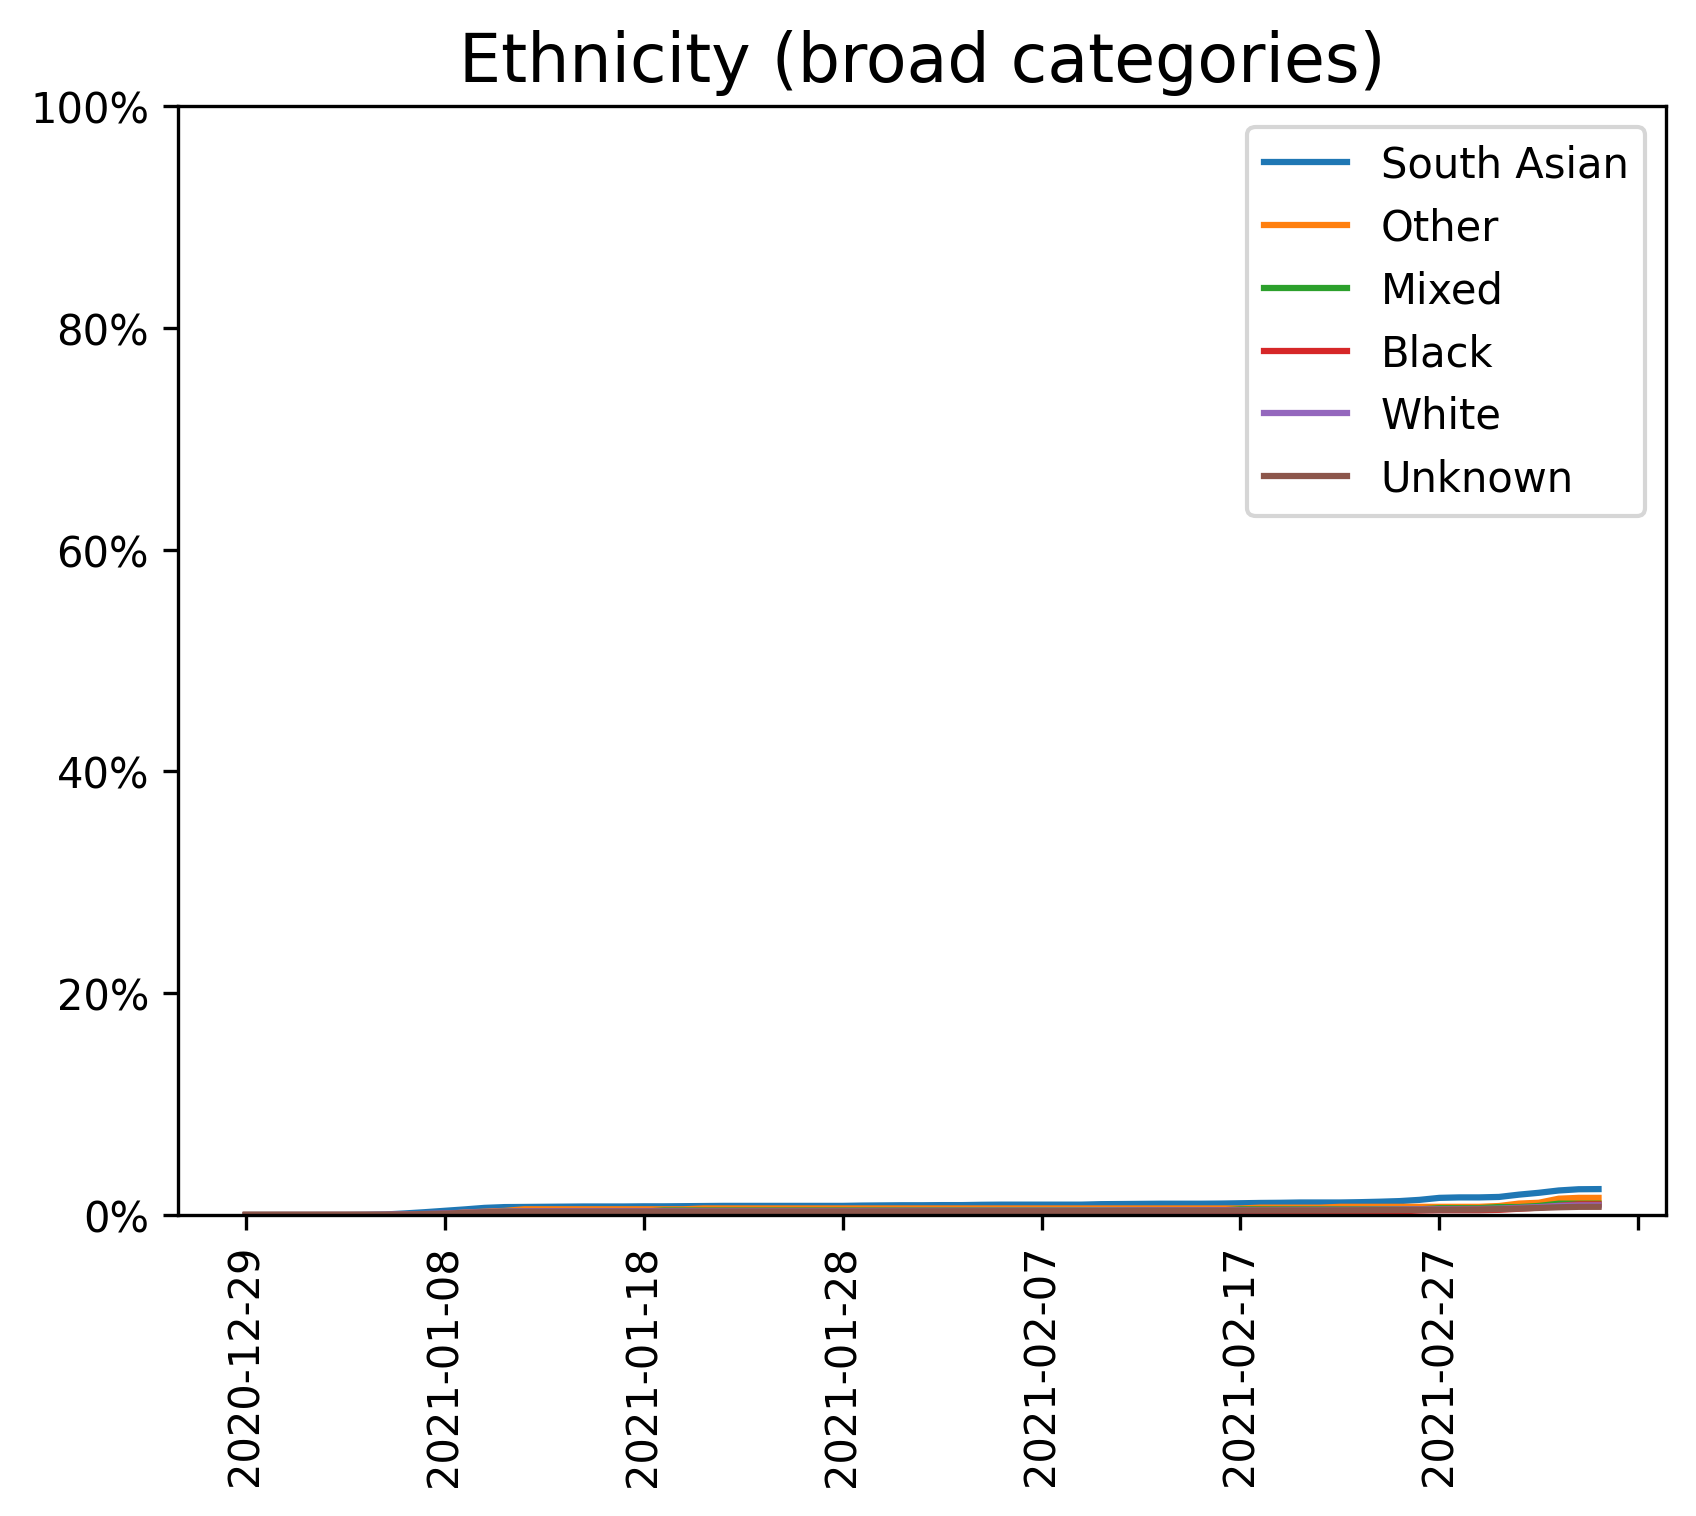 Ethnicity (broad categories)
100%
80%
60%
40%
20%
0%
South Asian
Other
Mixed
Black
White
Unknown
2020-12-29
2021-01-08
2021-01-18
2021-01-28
2021-02-07
2021-02-17
2021-02-27